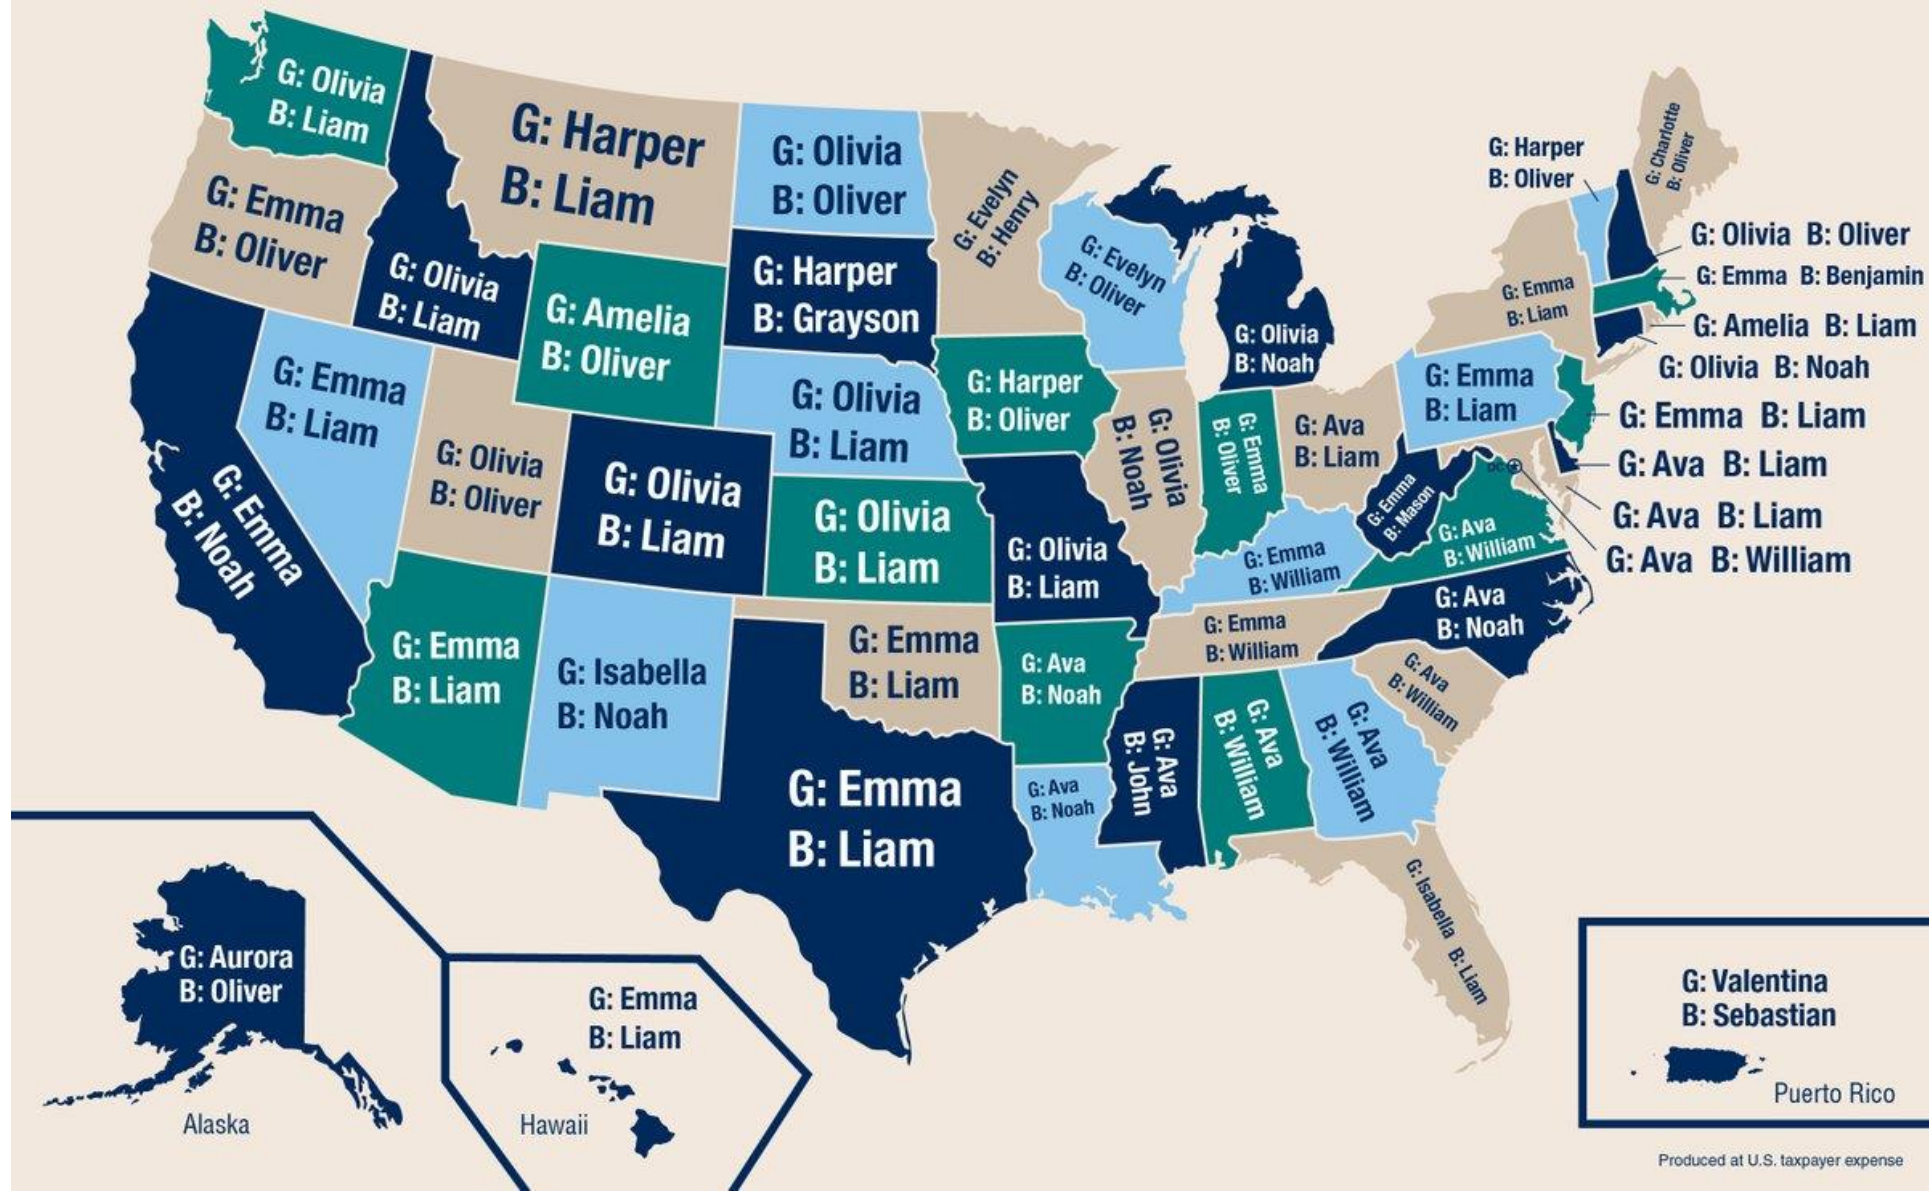 G: Olivia
B: Liam
G: Emma
B: Oliver
G: Olivia
B: Liam
G: Harper
B: Liam
G: Olivia
B: Oliver
G: Evelyn
B: Henry
G: Evelyn
B: Oliver
G: Olivia
B: Noah
G: Harper
B: Grayson
G: Amelia
B: Oliver
G: Emma
B: Noah
G: Emma
B: Liam
G: Olivia
B: Oliver
G: Olivia
B: Liam
G: Olivia
B: Liam
G: Olivia
B: Liam
G: Harper
B: Oliver
G: Olivia
B: Liam
G: Olivia
B: Noah
G: Emma
B: Oliver
G: Ava
B: Liam
G: Emma
B: Liam
G: Emma
B: Liam
G: Charlotte
B: Oliver
G: Harper
B: Oliver
G: Olivia B: Oliver
G: Emma B: Benjamin
G: Amelia B: Liam
G: Olivia B: Noah
G: Emma B: Liam
G: Ava B: Liam
G: Ava B: Liam
G: Ava B: William
DC
G: Emma
B: Mason
G: Ava
B: William
G: Emma
B: William
G: Emma
B: William
G: Ava
B: Noah
G: Ava
B: William
G: Emma
B: Liam
G: Isabella
B: Noah
G: Emma
B: Liam
G: Ava
B: Noah
G: Emma
B: Liam
G: Ava
B: Noah
G: Ava
B: John
G: Ava
B: William
G: Ava
B: William
G: Isabella B: Liam
G: Aurora
B: Oliver
Alaska
G: Emma
B: Liam
Hawaii
G: Valentina
B: Sebastian
Puerto Rico
Produced at U.S. taxpayer expense